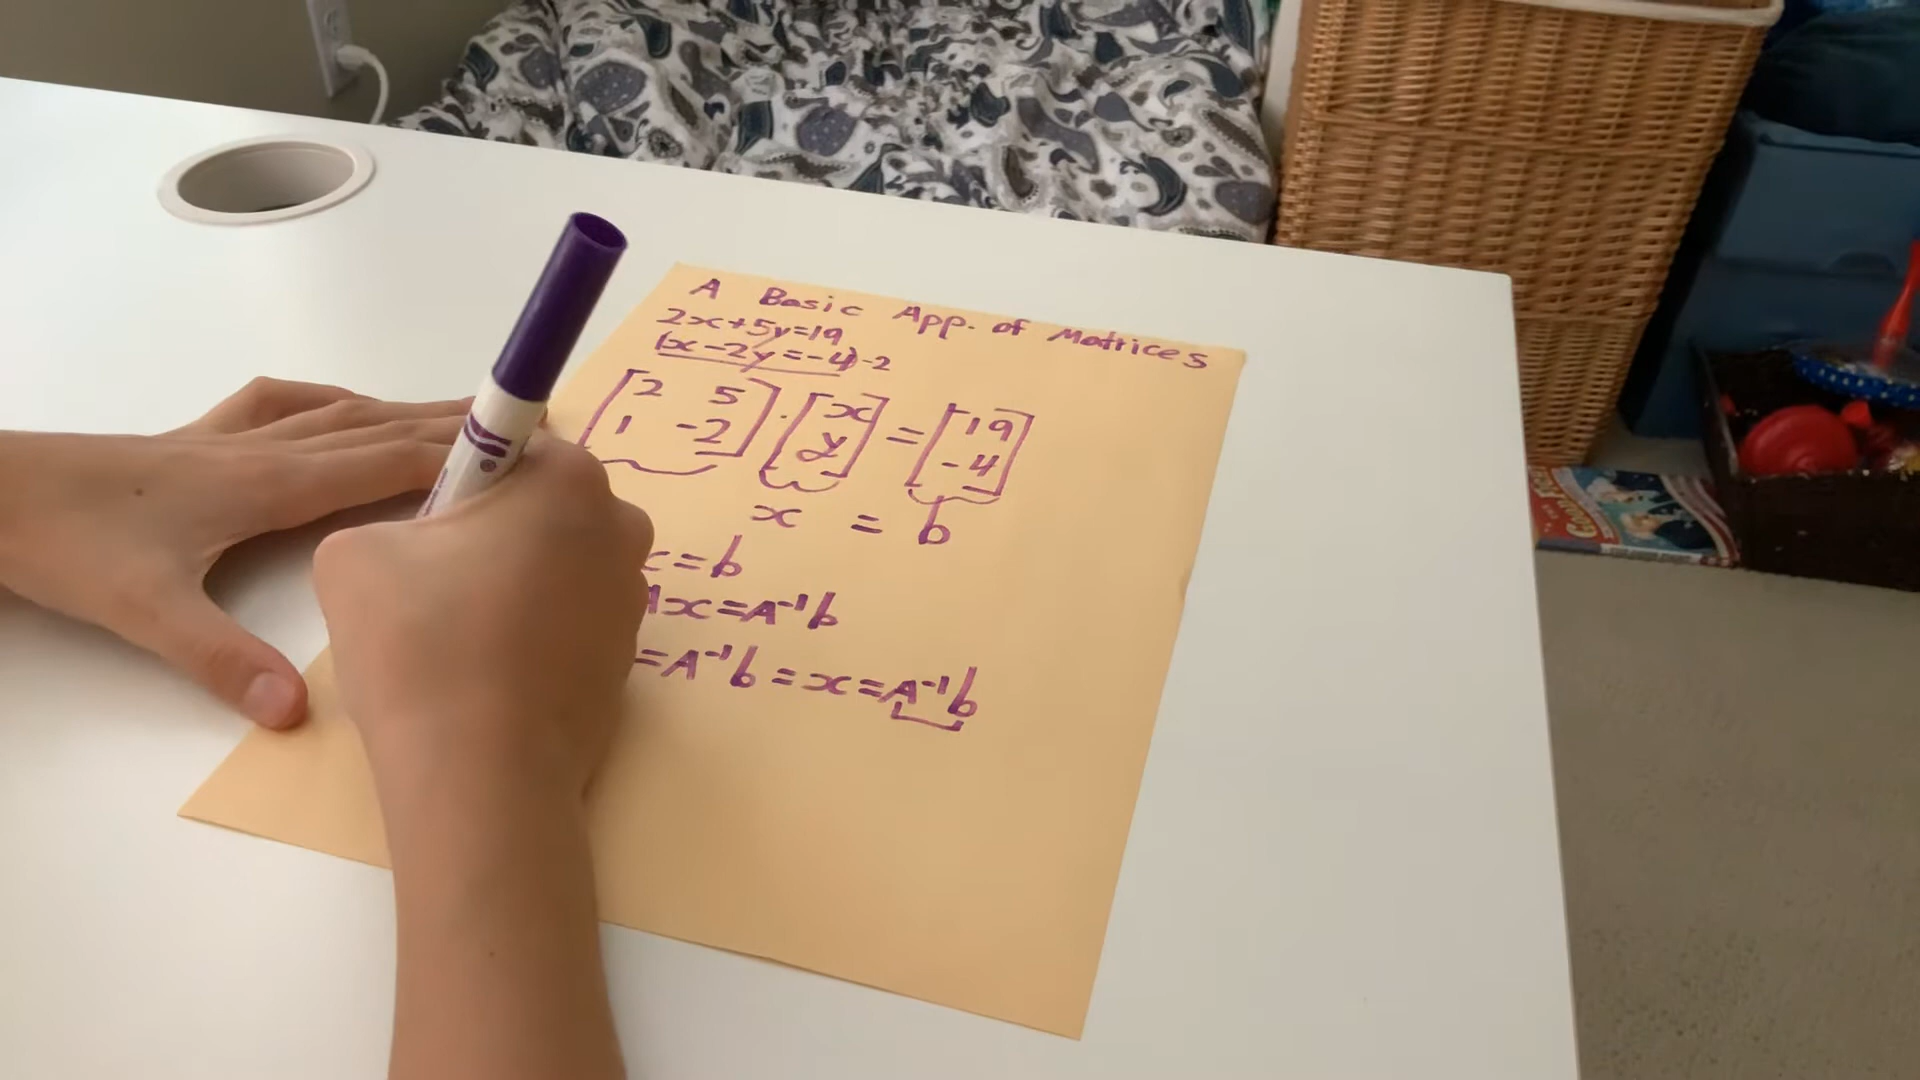 A Basic App. of Matrices
2x+5y=19
(x-2y=-4)-2
[2 5] · [x] = [19]
[1 -2] [y] [-4]
x = b
=b
x=A⁻¹b
=A⁻¹b=x=A⁻¹b